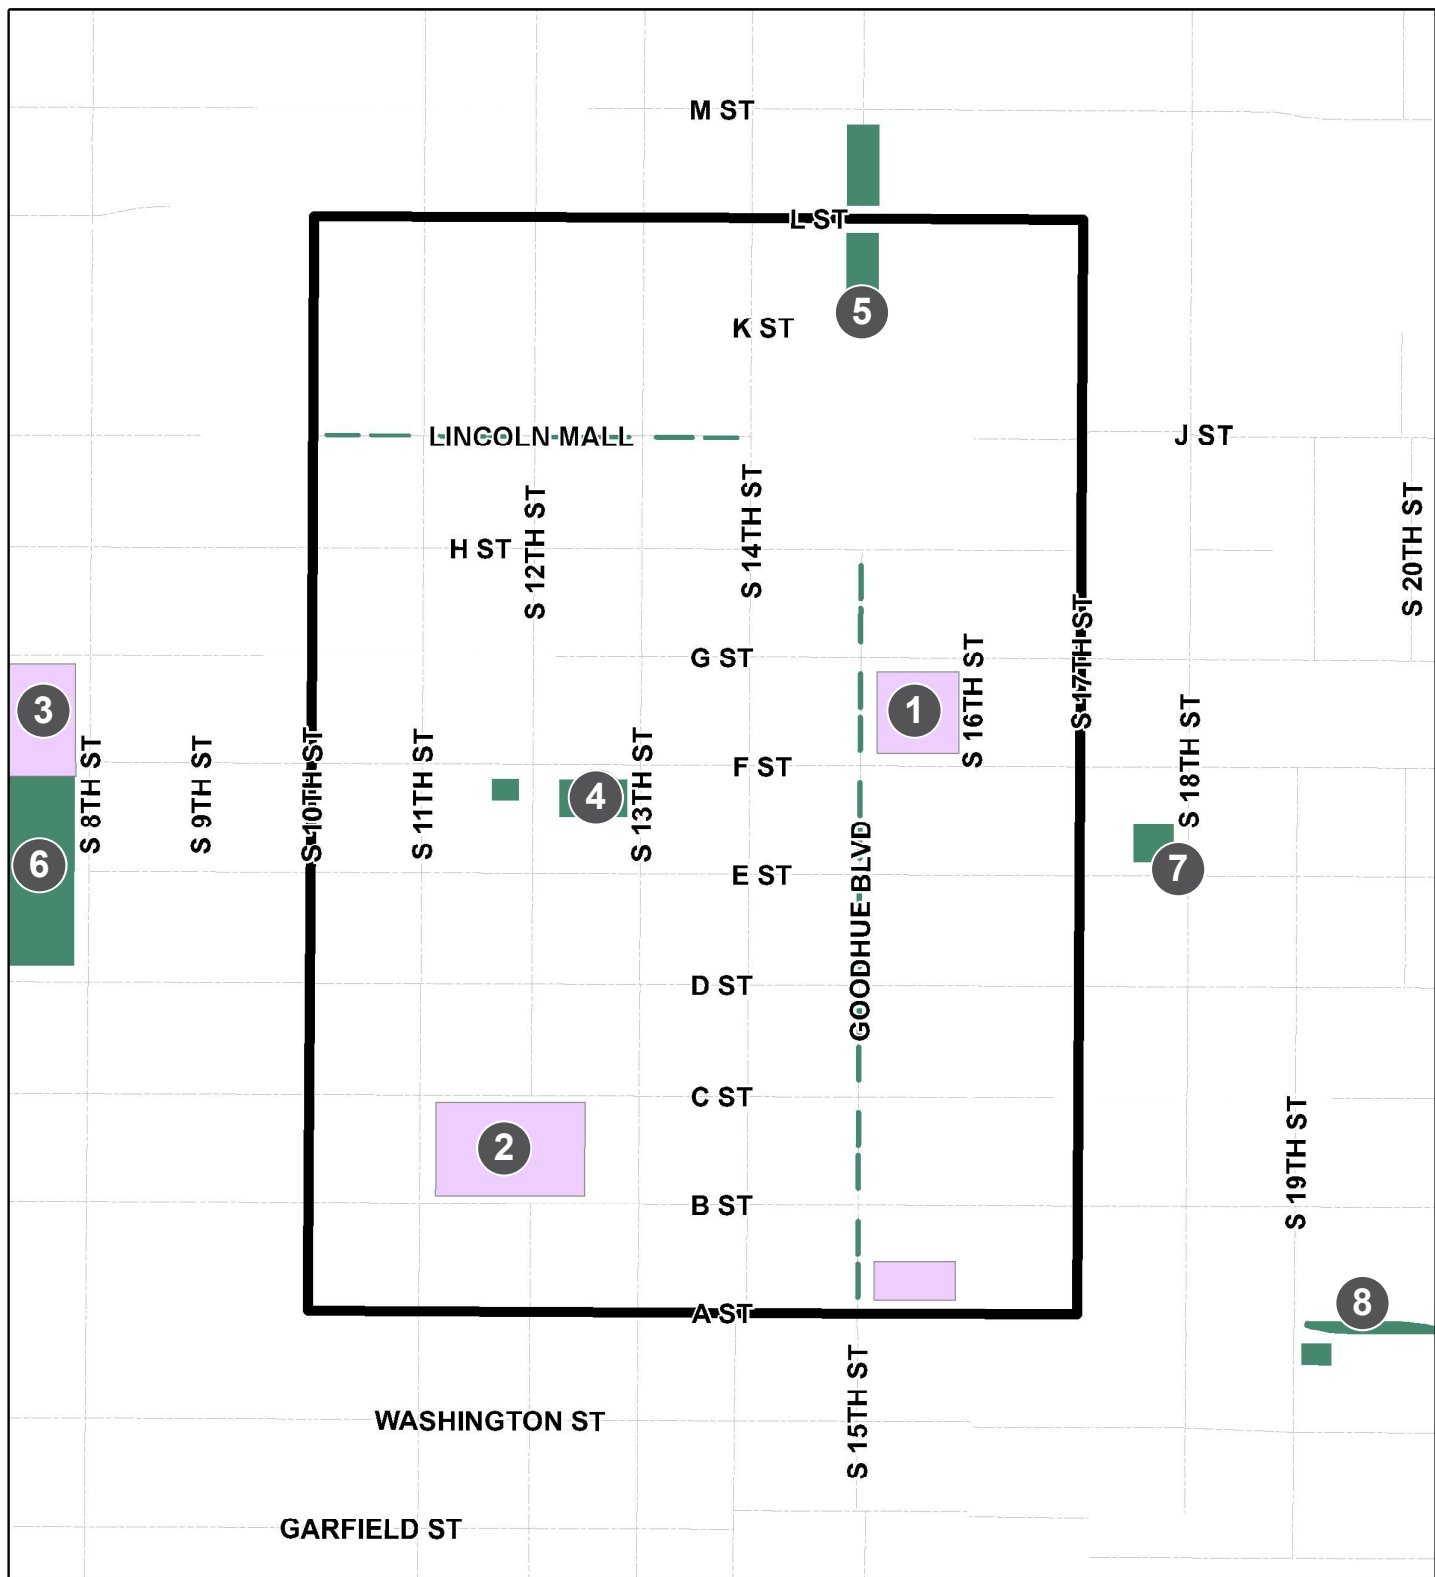 M ST
L ST
5
K ST
LINCOLN MALL
J ST
S 12TH ST
S 14TH ST
S 20TH ST
H ST
G ST
S 17TH ST
S 16TH ST
3
1
S 8TH ST
S 9TH ST
S 10TH ST
S 11TH ST
S 13TH ST
F ST
S 18TH ST
4
6
7
E ST
GOODHUE BLVD
D ST
C ST
2
S 19TH ST
B ST
8
A ST
S 15TH ST
WASHINGTON ST
GARFIELD ST